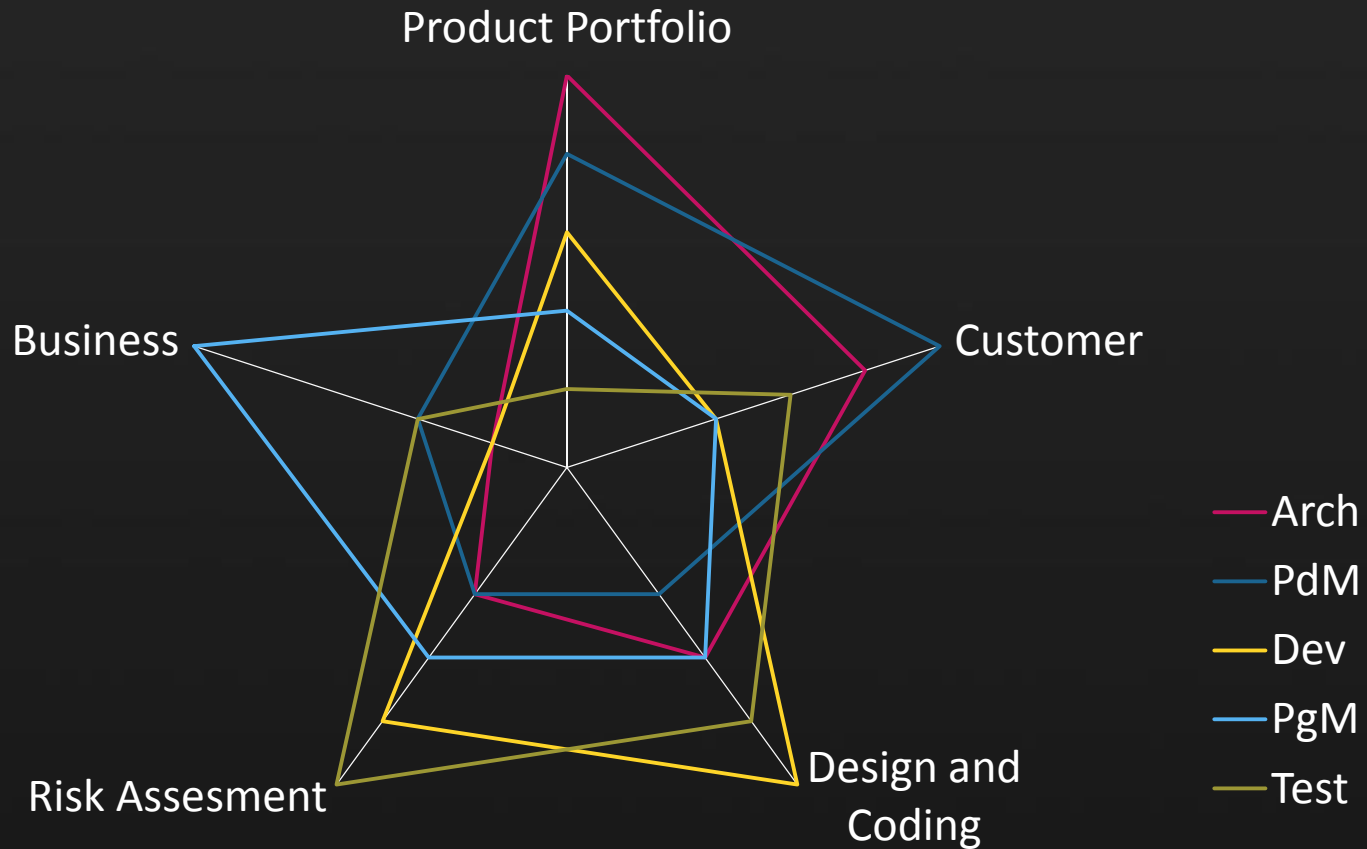 Product Portfolio
Business
Customer
Arch
PdM
Dev
PgM
Test
Risk Assesment
Design and
Coding